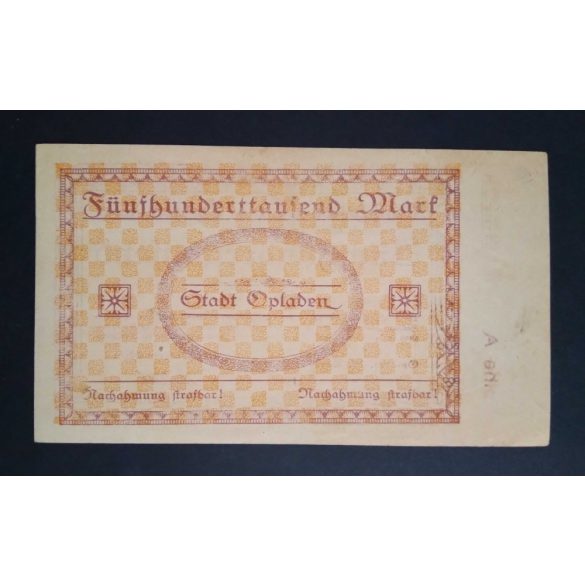 Fünfhunderttausend Mark
Stadt Opladen
Nachahmung strafbar! Nachahmung strafbar!
A